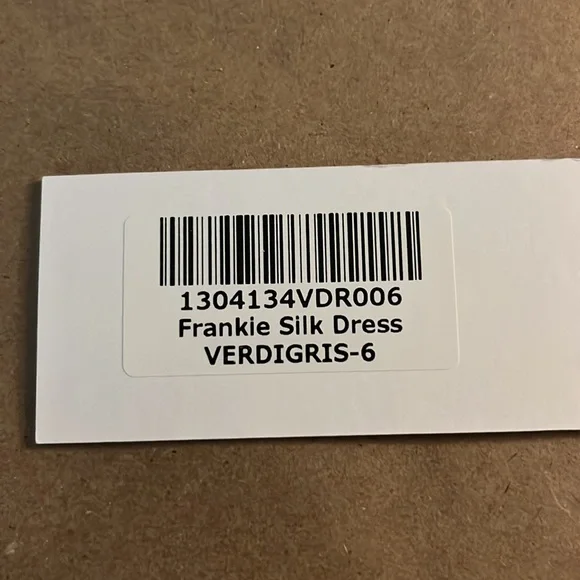 1304134VDR006
Frankie Silk Dress
VERDIGRIS-6